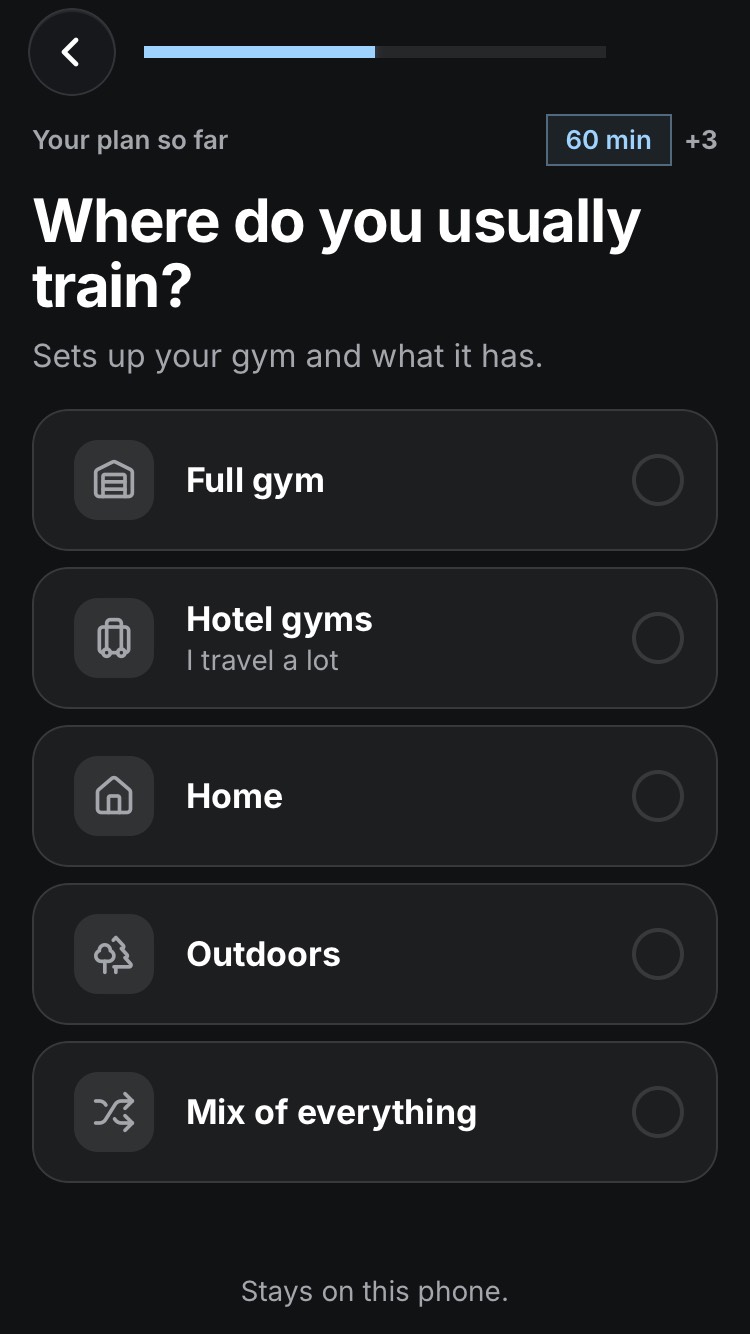 Your plan so far
60 min +3
Where do you usually
train?
Sets up your gym and what it has.
Full gym
Hotel gyms
I travel a lot
Home
Outdoors
Mix of everything
Stays on this phone.